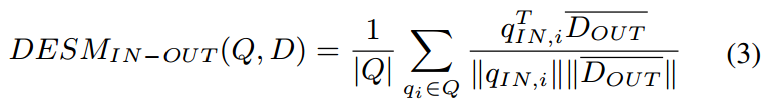 $$DESM_{IN-OUT}(Q, D) = \frac{1}{|Q|} \sum_{q_i \in Q} \frac{q_{IN,i}^T \overline{D_{OUT}}}{\|q_{IN,i}\| \|\overline{D_{OUT}}\|} \quad (3)$$